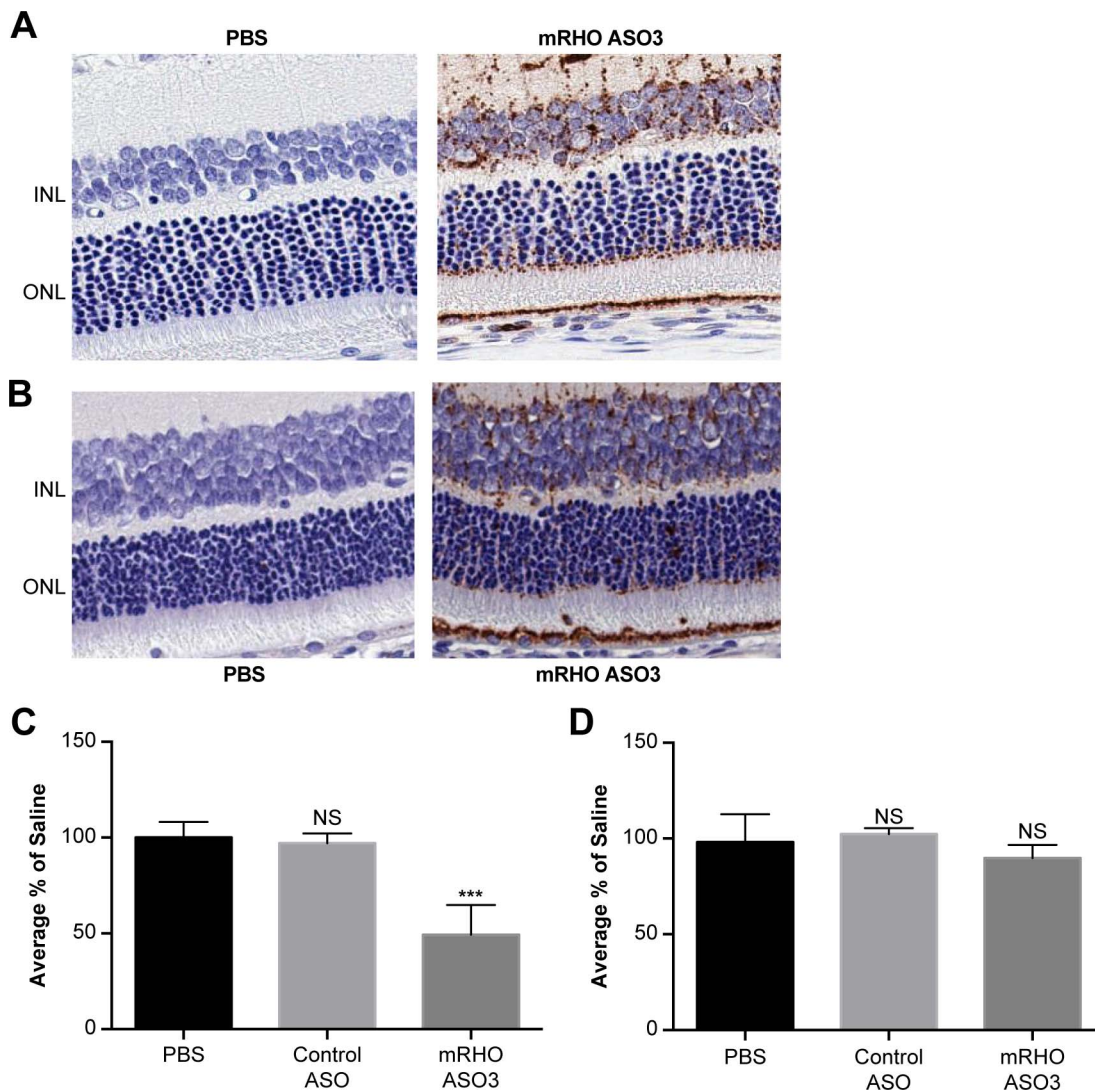 A
PBS
mRHO ASO3
INL
ONL
B
INL
ONL
PBS
mRHO ASO3
C
150
100
50
0
Average % of Saline
NS
***
PBS
Control
ASO
mRHO
ASO3
D
150
100
50
0
Average % of Saline
NS
NS
PBS
Control
ASO
mRHO
ASO3